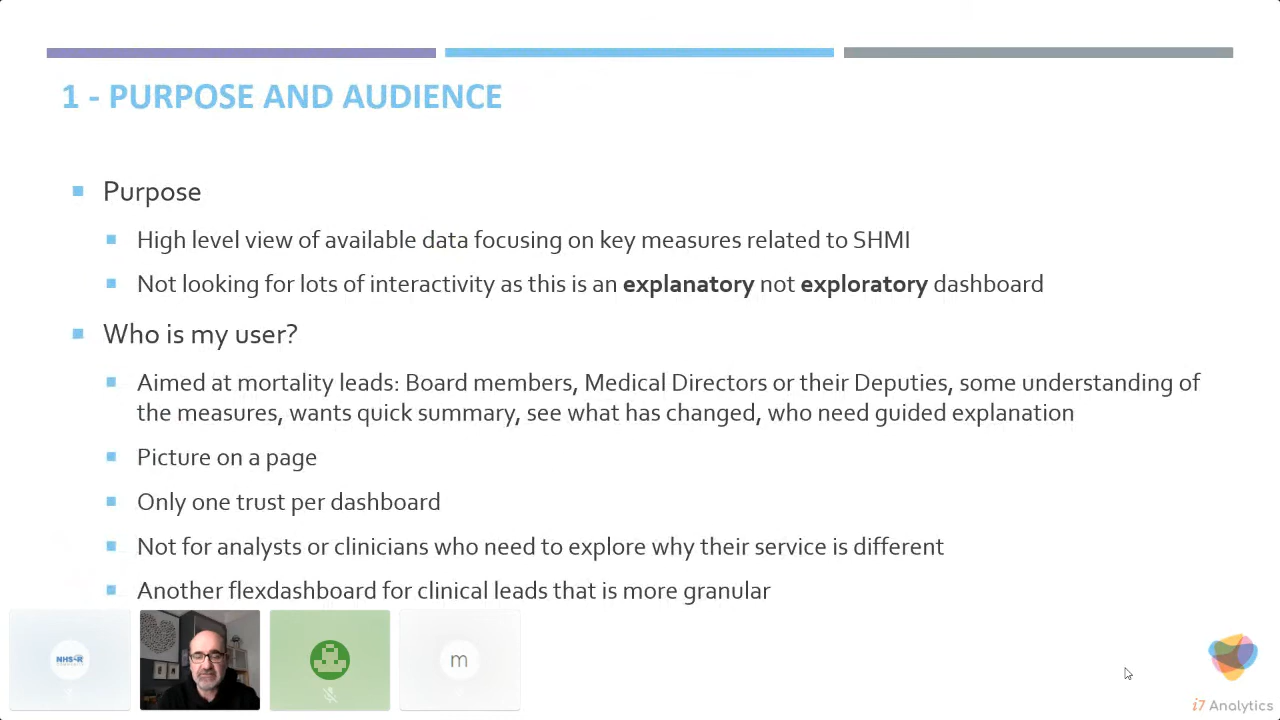 1 - PURPOSE AND AUDIENCE
Purpose
High level view of available data focusing on key measures related to SHMI
Not looking for lots of interactivity as this is an explanatory not exploratory dashboard
Who is my user?
Aimed at mortality leads: Board members, Medical Directors or their Deputies, some understanding of
the measures, wants quick summary, see what has changed, who need guided explanation
Picture on a page
Only one trust per dashboard
Not for analysts or clinicians who need to explore why their service is different
Another flexdashboard for clinical leads that is more granular
m
i7 Analytics